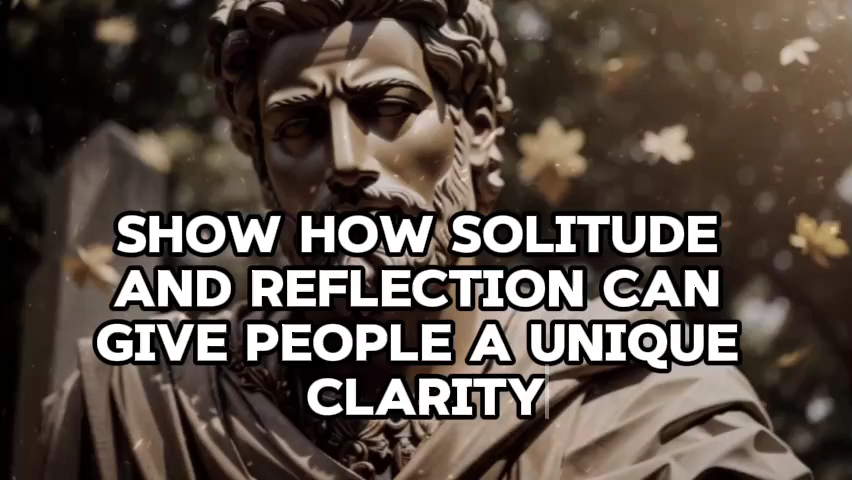 SHOW HOW SOLITUDE
AND REFLECTION CAN
GIVE PEOPLE A UNIQUE
CLARITY